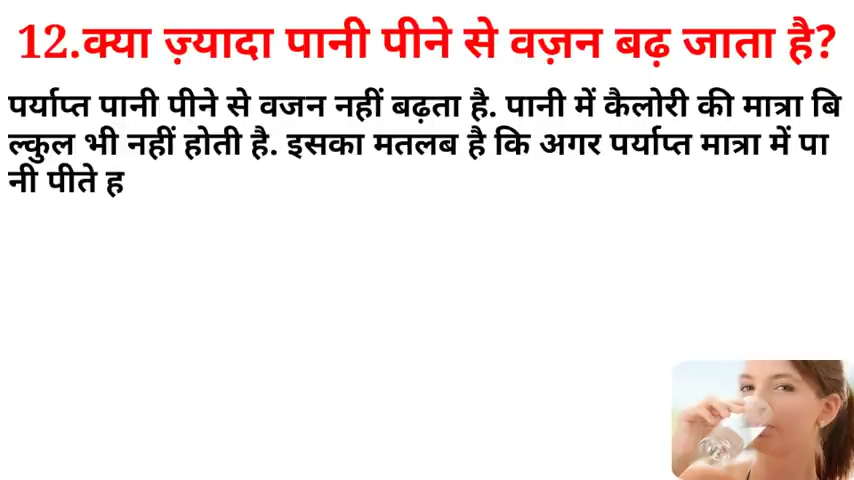 12.क्या ज़्यादा पानी पीने से वज़न बढ़ जाता है?
पर्याप्त पानी पीने से वजन नहीं बढ़ता है. पानी में कैलोरी की मात्रा बि
ल्कुल भी नहीं होती है. इसका मतलब है कि अगर पर्याप्त मात्रा में पा
नी पीते ह